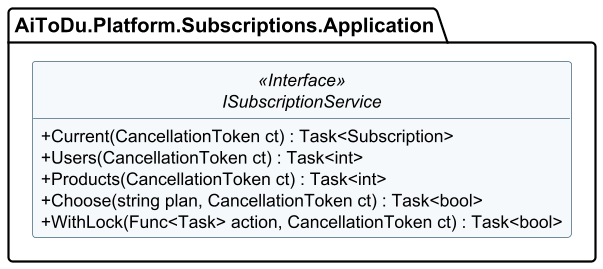 AiToDu.Platform.Subscriptions.Application
«Interface»
ISubscriptionService
+Current(CancellationToken ct) : Task<Subscription>
+Users(CancellationToken ct) : Task<int>
+Products(CancellationToken ct) : Task<int>
+Choose(string plan, CancellationToken ct) : Task<bool>
+WithLock(Func<Task> action, CancellationToken ct) : Task<bool>